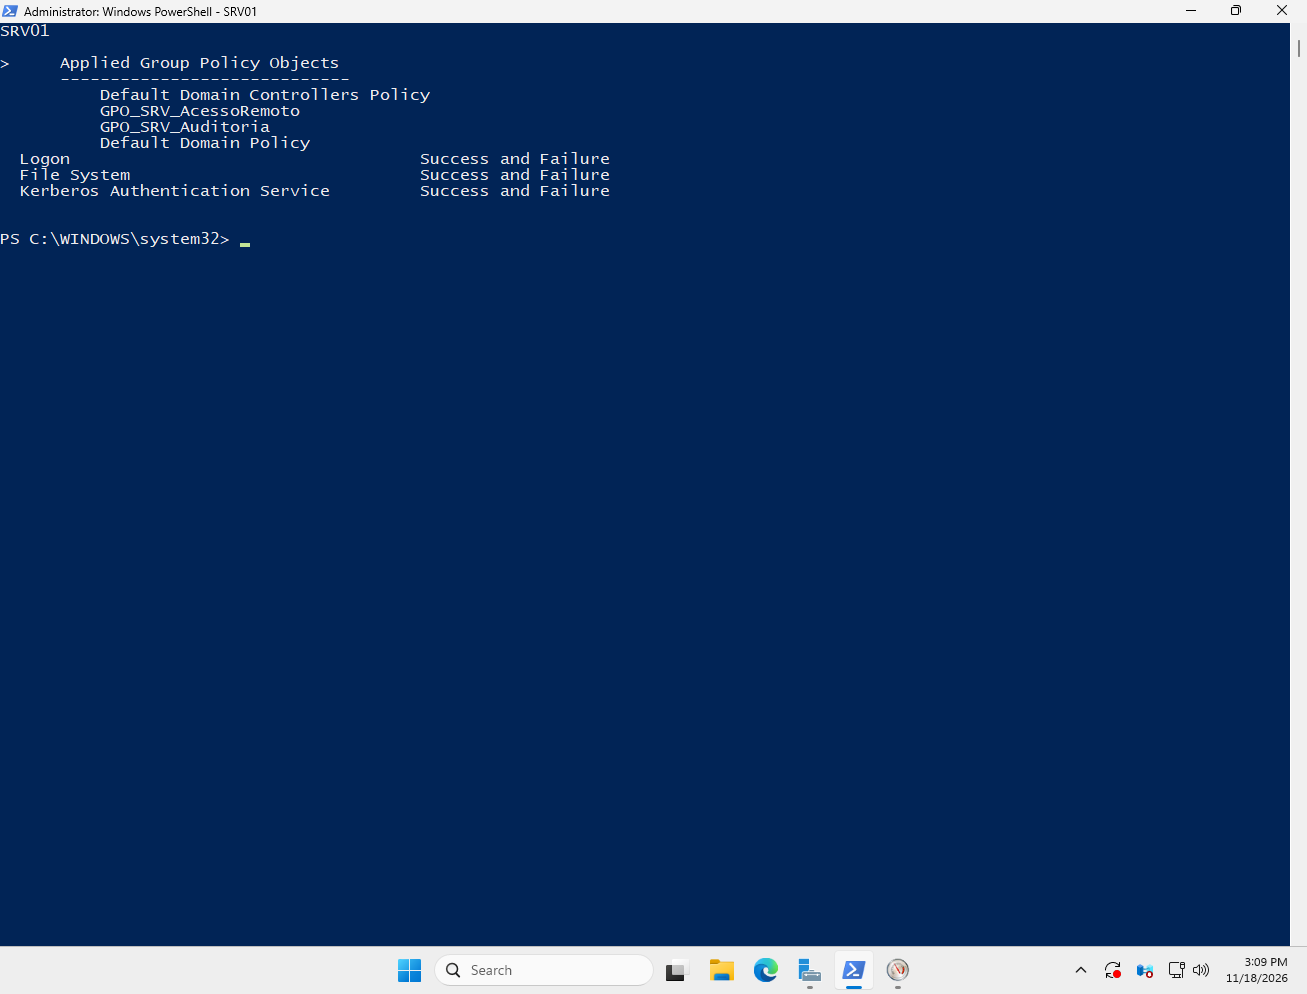 Administrator: Windows PowerShell - SRV01
SRV01
> Applied Group Policy Objects
-----------------------------
Default Domain Controllers Policy
GPO_SRV_AcessoRemoto
GPO_SRV_Auditoria
Default Domain Policy
Logon Success and Failure
File System Success and Failure
Kerberos Authentication Service Success and Failure
PS C:\WINDOWS\system32>
Search
3:09 PM
11/18/2026